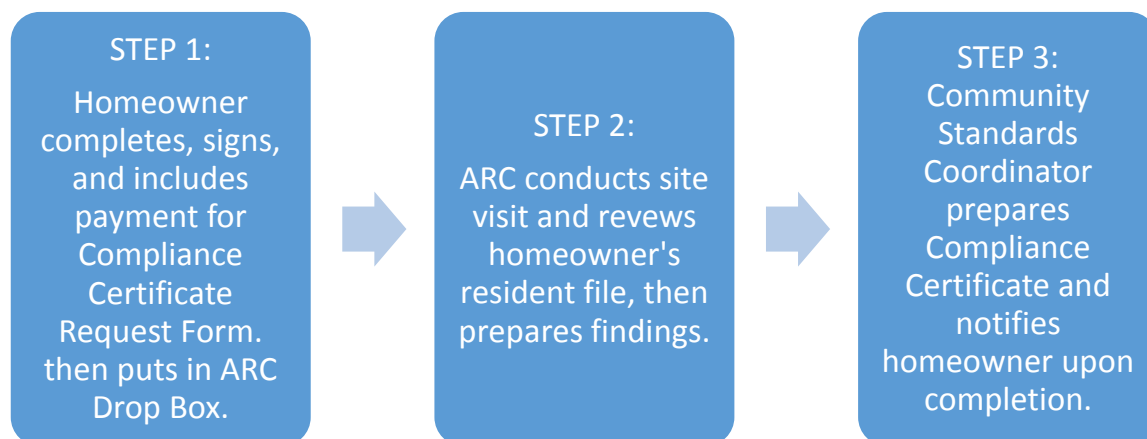 STEP 1:
Homeowner
completes, signs,
and includes
payment for
Compliance
Certificate
Request Form.
then puts in ARC
Drop Box.
STEP 2:
ARC conducts site
visit and revews
homeowner's
resident file, then
prepares findings.
STEP 3:
Community
Standards
Coordinator
prepares
Compliance
Certificate and
notifies
homeowner upon
completion.